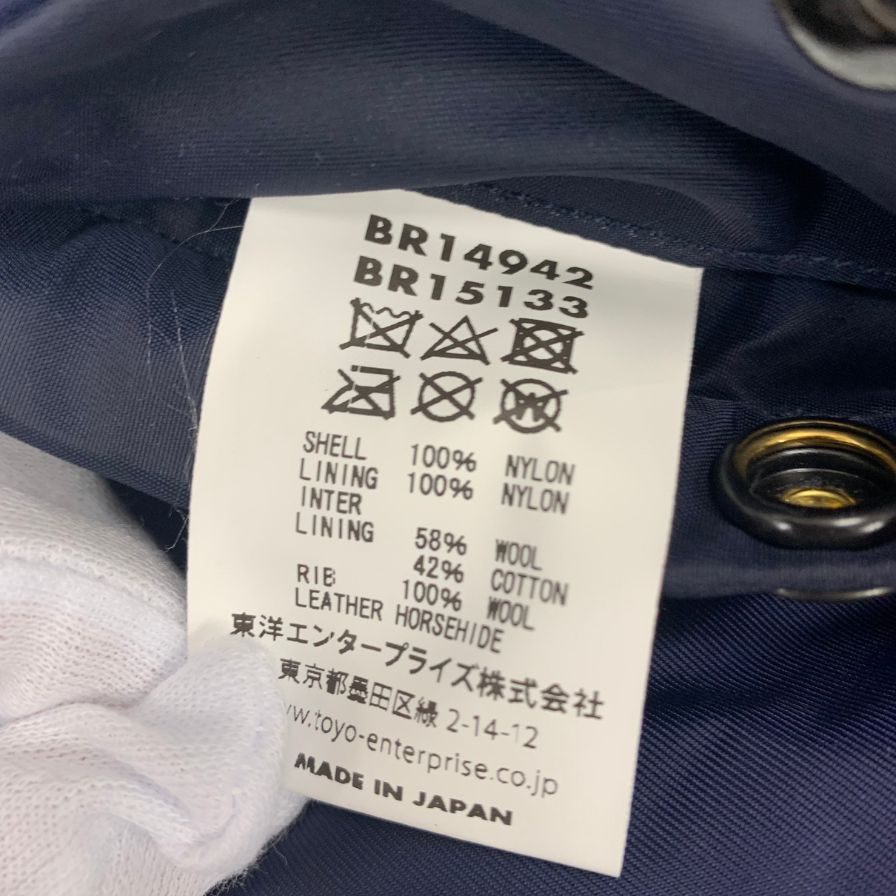 BR14942
BR15133
W
SHELL 100% NYLON
LINING 100% NYLON
INTER
LINING 58% WOOL
42% COTTON
RIB 100% WOOL
LEATHER HORSEHIDE
東洋エンタープライズ株式会社
東京都墨田区緑 2-14-12
w.toyo-enterprise.co.jp
MADE IN JAPAN